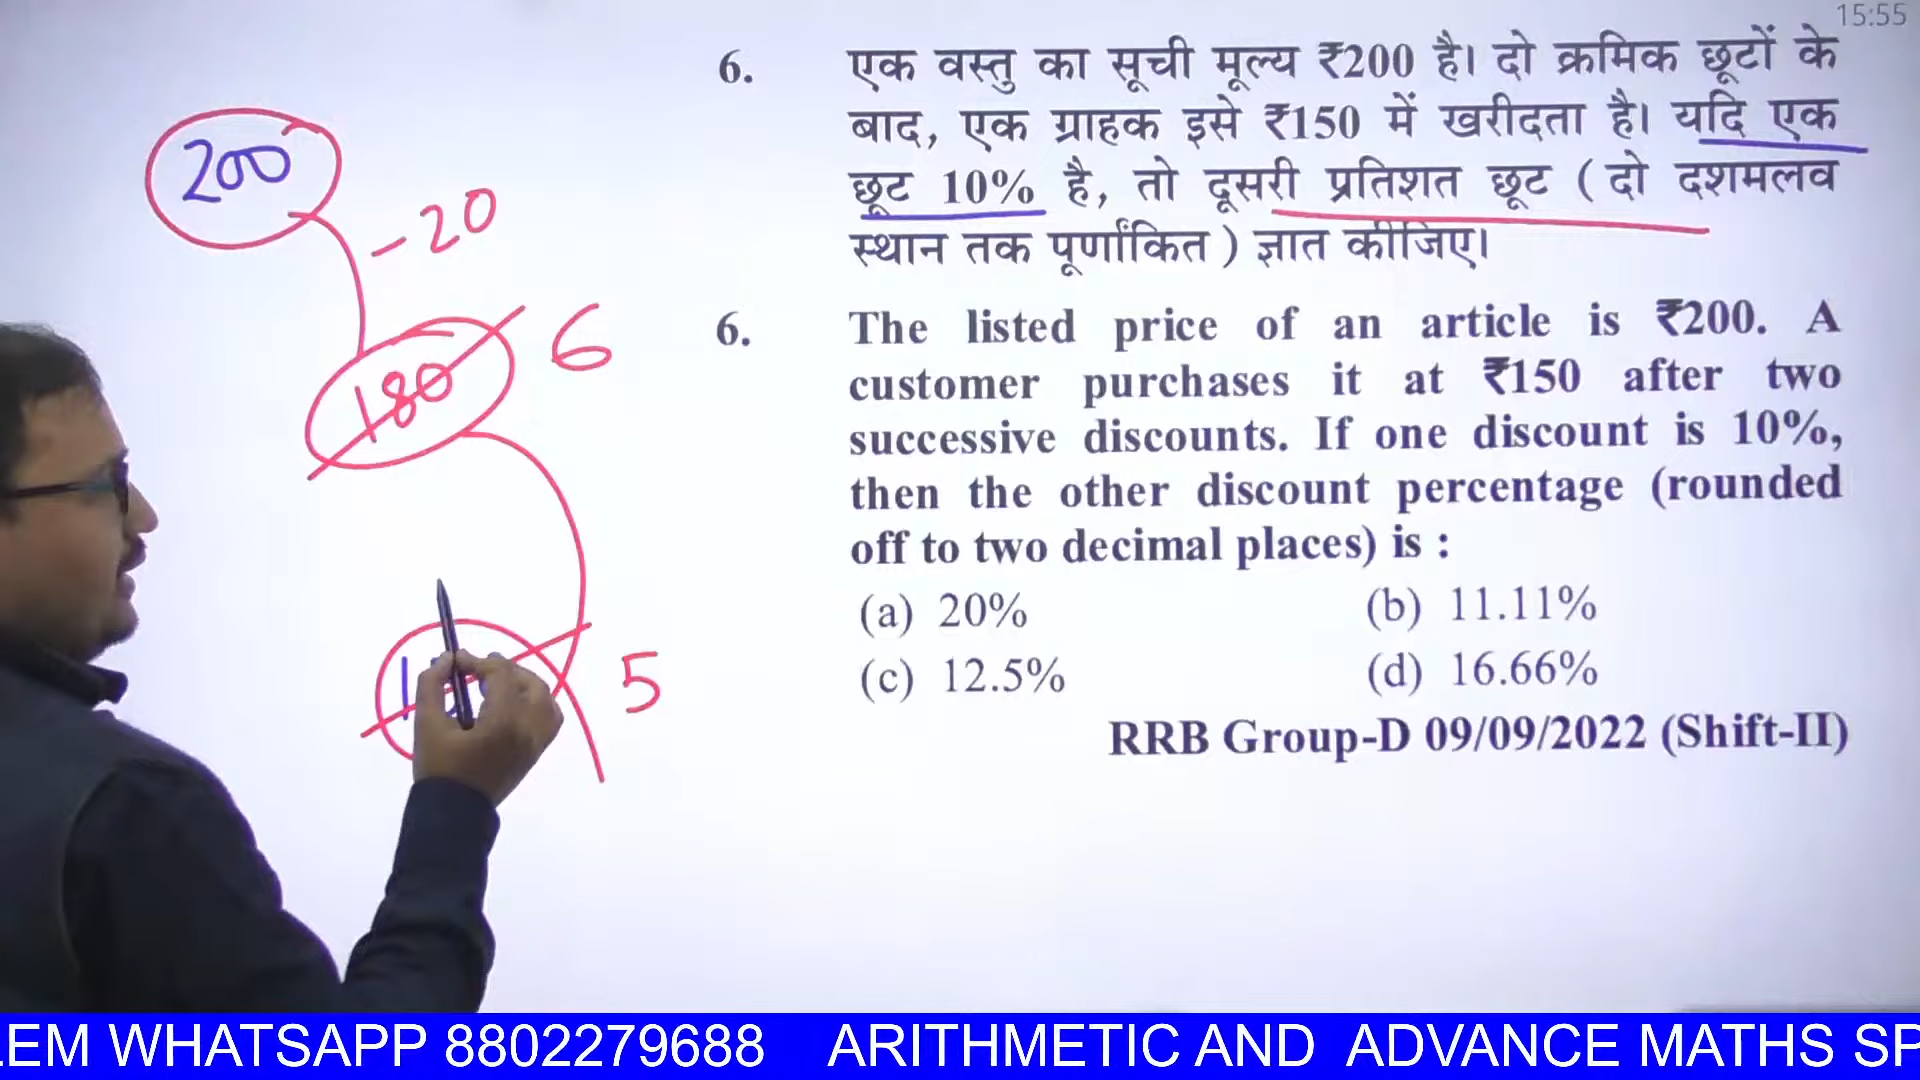 15:55
6. एक वस्तु का सूची मूल्य ₹200 है। दो क्रमिक छूटों के
बाद, एक ग्राहक इसे ₹150 में खरीदता है। यदि एक
छूट 10% है, तो दूसरी प्रतिशत छूट ( दो दशमलव
स्थान तक पूर्णांकित ) ज्ञात कीजिए।
6. The listed price of an article is ₹200. A
customer purchases it at ₹150 after two
successive discounts. If one discount is 10%,
then the other discount percentage (rounded
off to two decimal places) is :
(a) 20% (b) 11.11%
(c) 12.5% (d) 16.66%
RRB Group-D 09/09/2022 (Shift-II)
200
-20
180 6
5
LEM WHATSAPP 8802279688 ARITHMETIC AND ADVANCE MATHS SP